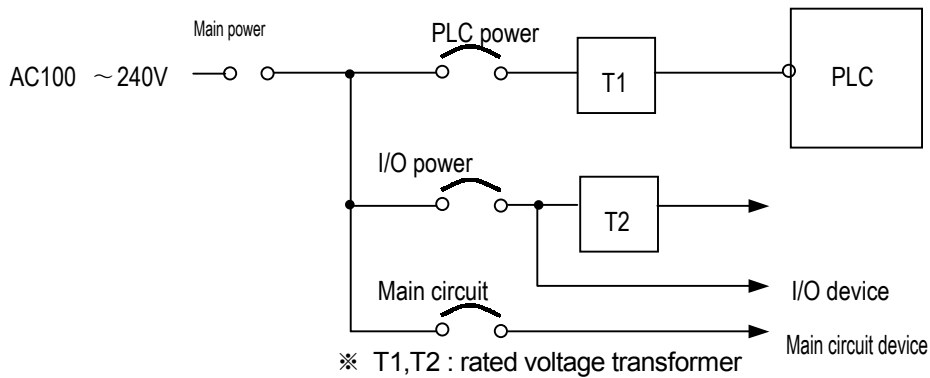 Main power
PLC power
AC100 ～240V
T1
PLC
I/O power
T2
I/O device
Main circuit
Main circuit device
※ T1,T2 : rated voltage transformer